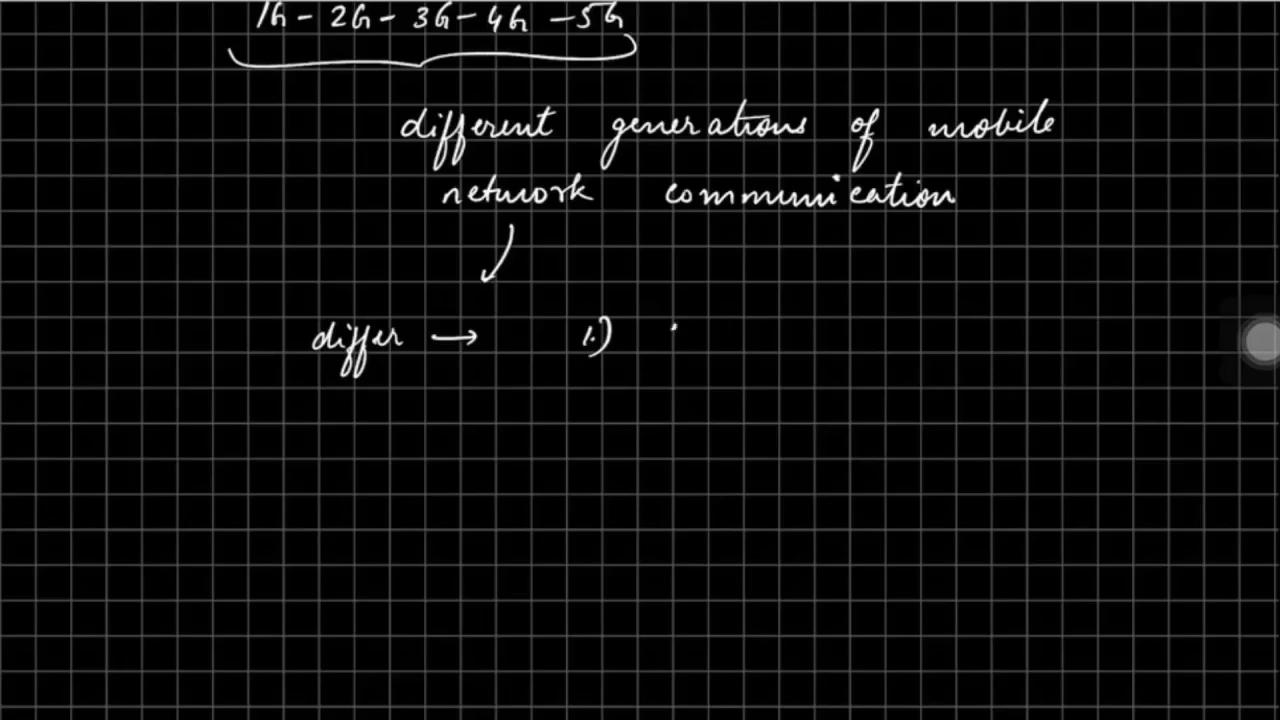 1G - 2G - 3G - 4G - 5G
different generations of mobile
network communication
differ → 1.)